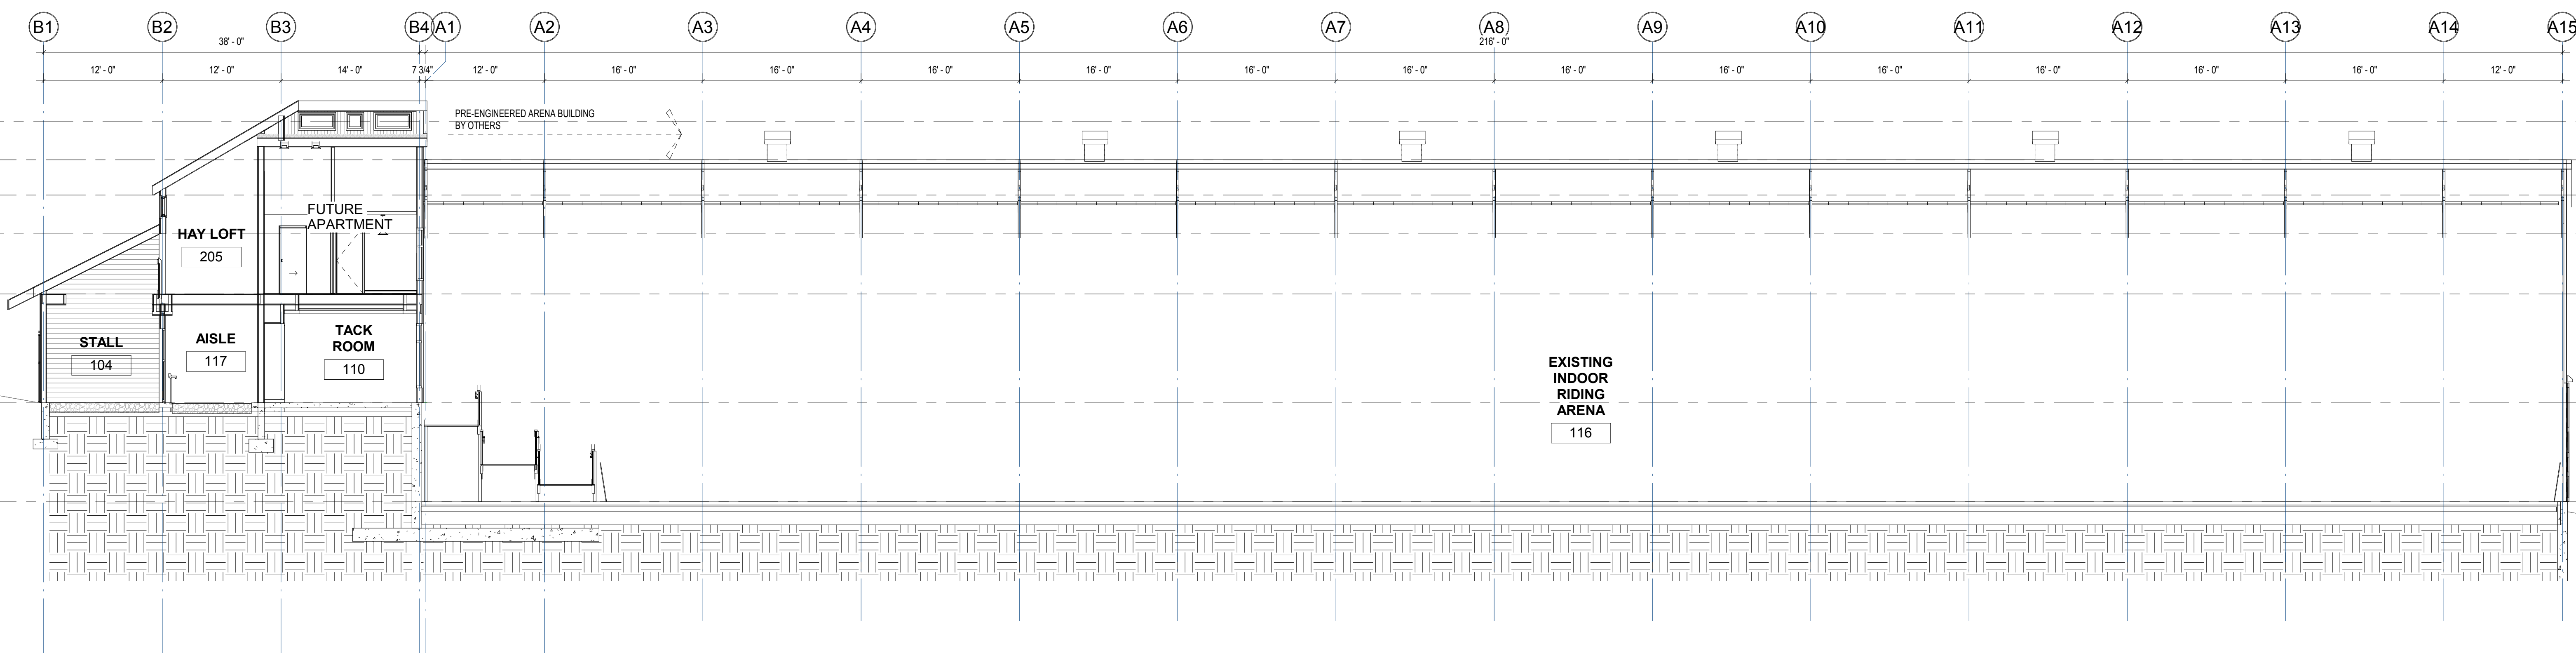 B1 B2 B3 B4 A1 A2 A3 A4 A5 A6 A7 A8 A9 A10 A11 A12 A13 A14 A15
38' - 0" 216' - 0"
12' - 0" 12' - 0" 14' - 0" 7 3/4" 12' - 0" 16' - 0" 16' - 0" 16' - 0" 16' - 0" 16' - 0" 16' - 0" 16' - 0" 16' - 0" 16' - 0" 16' - 0" 16' - 0" 16' - 0" 12' - 0"
PRE-ENGINEERED ARENA BUILDING
BY OTHERS
FUTURE
APARTMENT
HAY LOFT
205
STALL
104
AISLE
117
TACK
ROOM
110
EXISTING
INDOOR
RIDING
ARENA
116